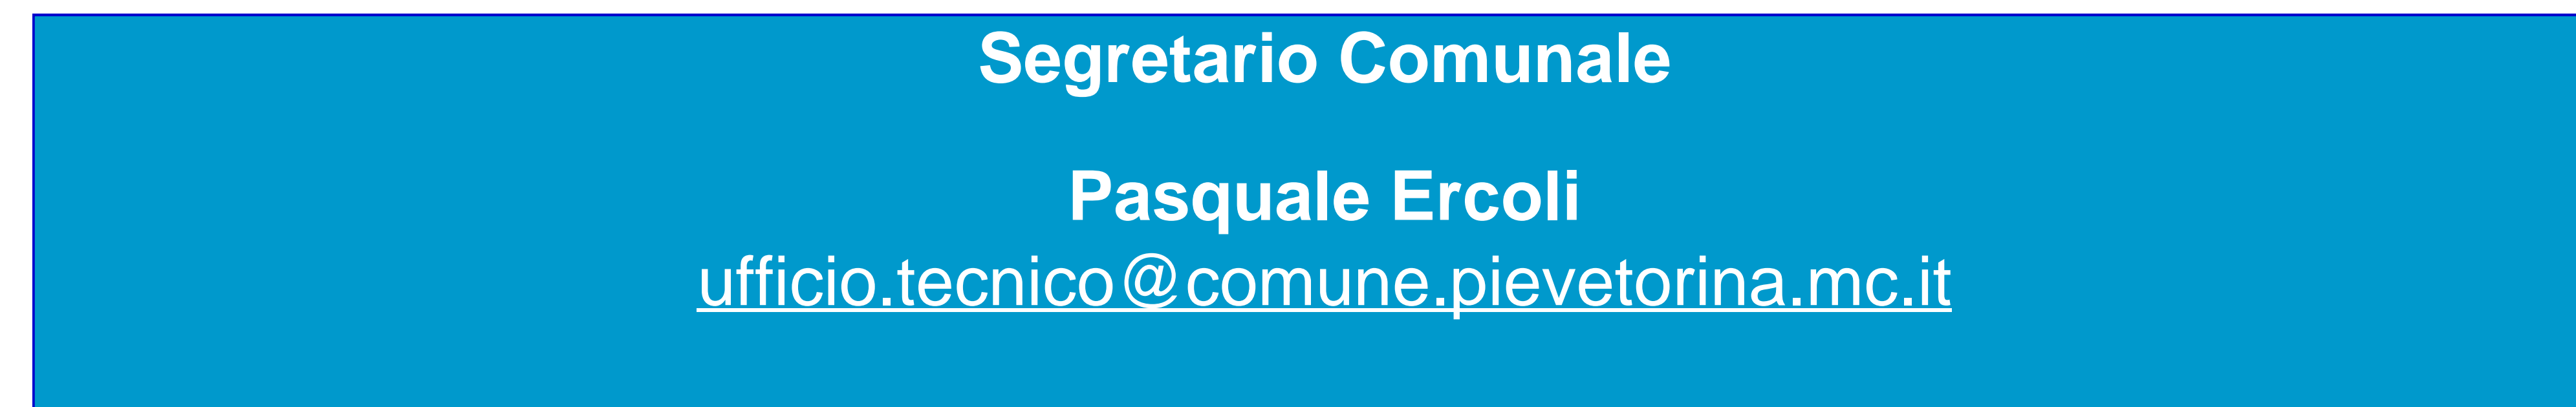 Segretario Comunale
Pasquale Ercoli
ufficio.tecnico@comune.pievetorina.mc.it